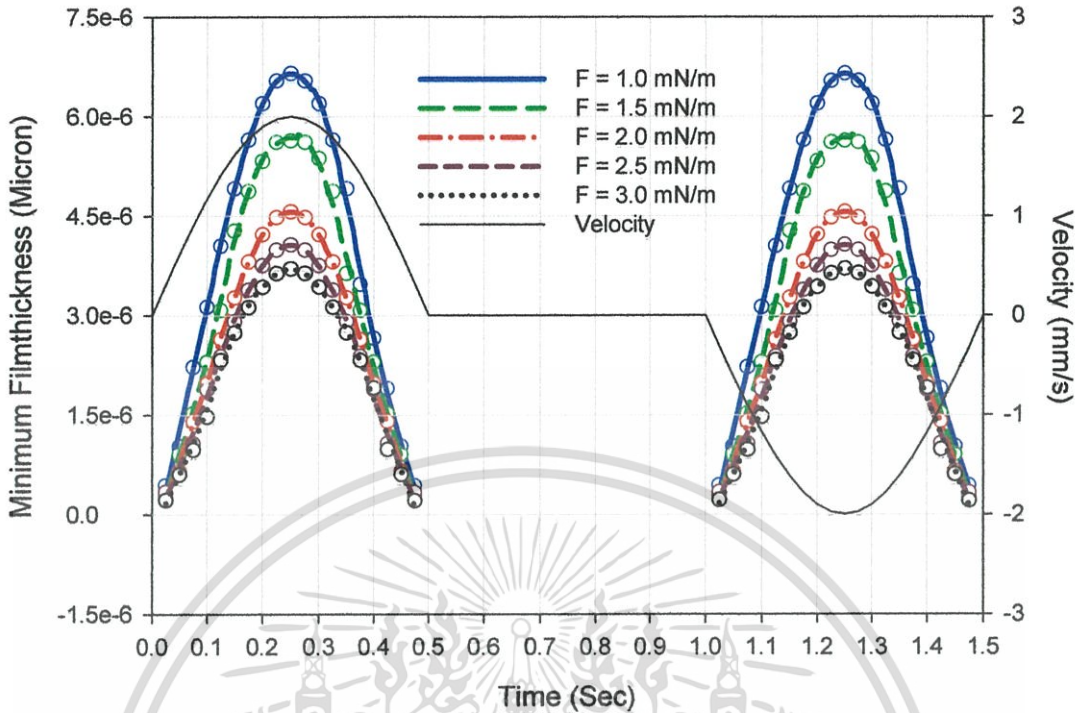 Minimum Filmthickness (Micron)
7.5e-6
6.0e-6
4.5e-6
3.0e-6
1.5e-6
0.0
-1.5e-6
F = 1.0 mN/m
F = 1.5 mN/m
F = 2.0 mN/m
F = 2.5 mN/m
F = 3.0 mN/m
Velocity
3
2
1
0
-1
-2
-3
Velocity (mm/s)
0.0 0.1 0.2 0.3 0.4 0.5 0.6 0.7 0.8 0.9 1.0 1.1 1.2 1.3 1.4 1.5
Time (Sec)